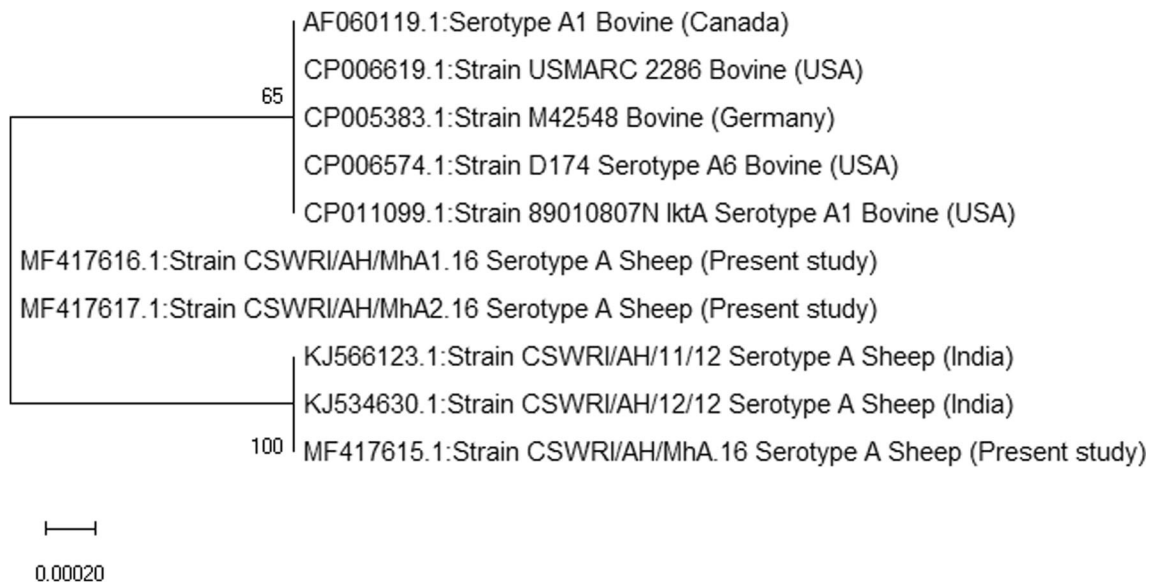 AF060119.1:Serotype A1 Bovine (Canada)
CP006619.1:Strain USMARC 2286 Bovine (USA)
65
CP005383.1:Strain M42548 Bovine (Germany)
CP006574.1:Strain D174 Serotype A6 Bovine (USA)
CP011099.1:Strain 89010807N lktA Serotype A1 Bovine (USA)
MF417616.1:Strain CSWRI/AH/MhA1.16 Serotype A Sheep (Present study)
MF417617.1:Strain CSWRI/AH/MhA2.16 Serotype A Sheep (Present study)
KJ566123.1:Strain CSWRI/AH/11/12 Serotype A Sheep (India)
KJ534630.1:Strain CSWRI/AH/12/12 Serotype A Sheep (India)
100
MF417615.1:Strain CSWRI/AH/MhA.16 Serotype A Sheep (Present study)
0.00020